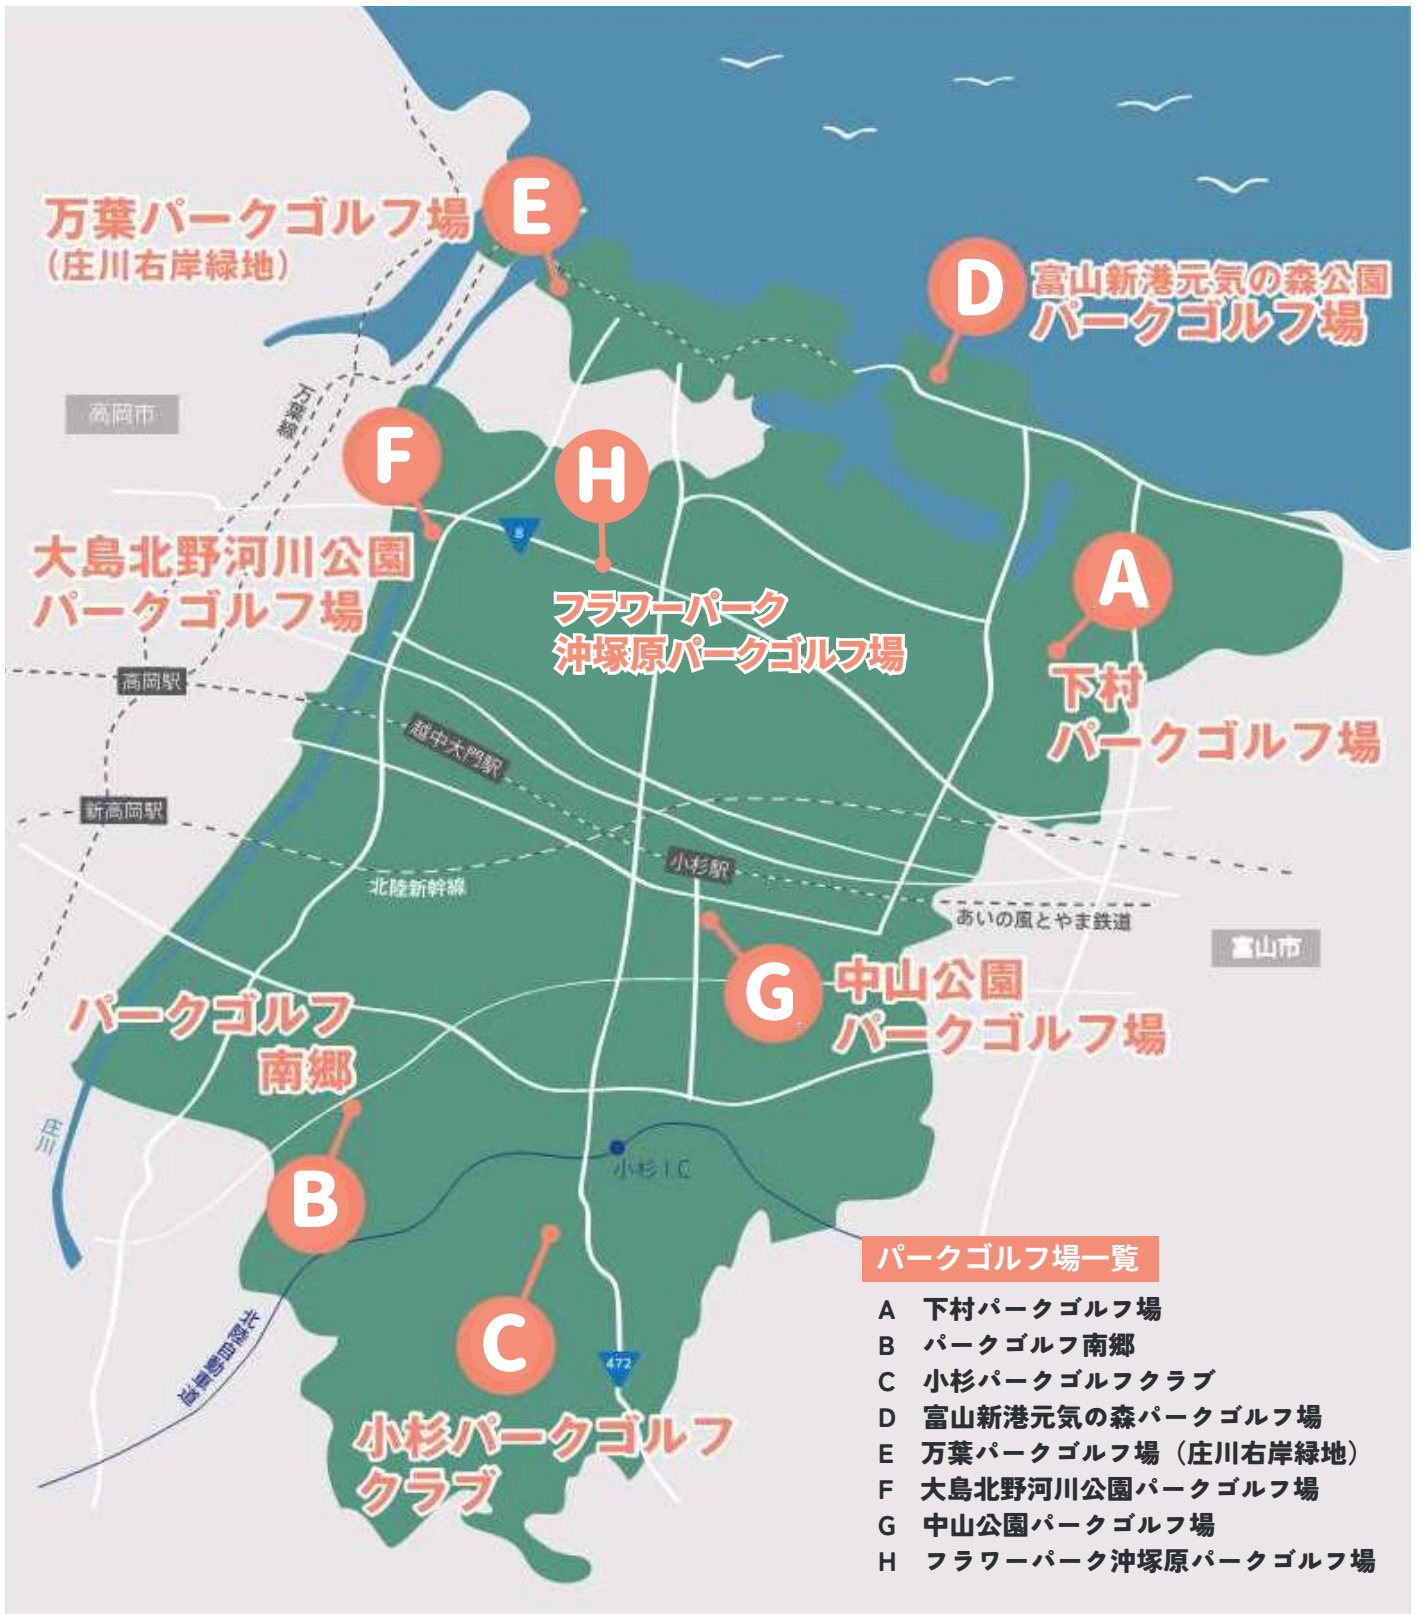 E
万葉パークゴルフ場
(庄川右岸緑地)
D
富山新港元気の森公園
パークゴルフ場
高岡市
万葉線
F
H
8
大島北野河川公園
パークゴルフ場
フラワーパーク
沖塚原パークゴルフ場
A
下村
パークゴルフ場
高岡駅
越中大門駅
新高岡駅
小杉駅
北陸新幹線
あいの風とやま鉄道
富山市
G
中山公園
パークゴルフ場
パークゴルフ
南郷
庄川
小杉IC
B
C
472
北陸自動車道
小杉パークゴルフ
クラブ
パークゴルフ場一覧
A 下村パークゴルフ場
B パークゴルフ南郷
C 小杉パークゴルフクラブ
D 富山新港元気の森パークゴルフ場
E 万葉パークゴルフ場（庄川右岸緑地）
F 大島北野河川公園パークゴルフ場
G 中山公園パークゴルフ場
H フラワーパーク沖塚原パークゴルフ場